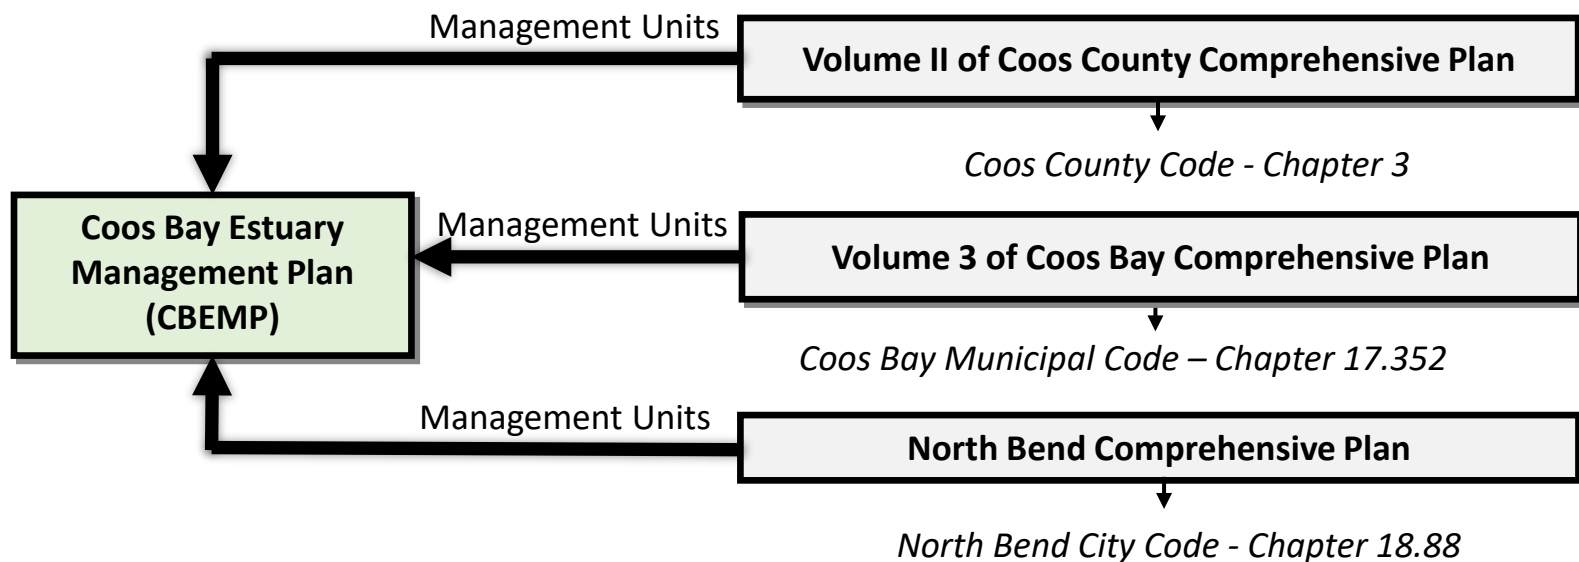 Management Units
Volume II of Coos County Comprehensive Plan
Coos County Code - Chapter 3
Coos Bay Estuary
Management Plan
(CBEMP)
Management Units
Volume 3 of Coos Bay Comprehensive Plan
Coos Bay Municipal Code – Chapter 17.352
Management Units
North Bend Comprehensive Plan
North Bend City Code - Chapter 18.88